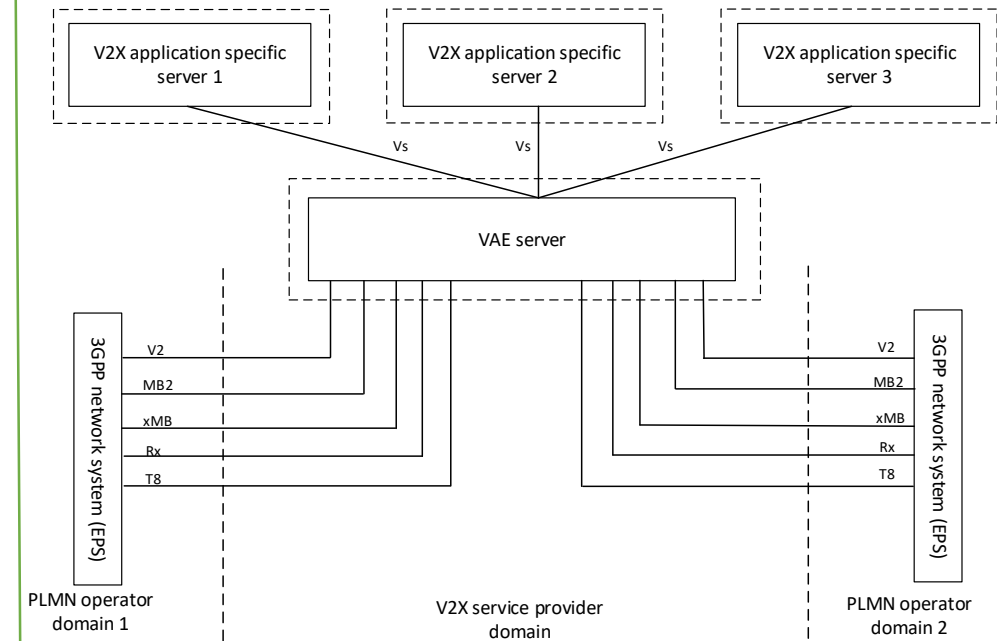 V2X application specific
server 1
V2X application specific
server 2
V2X application specific
server 3
Vs
Vs
Vs
VAE server
3GPP network system (EPS)
V2
MB2
xMB
Rx
T8
V2
MB2
xMB
Rx
T8
3GPP network system (EPS)
PLMN operator
domain 1
V2X service provider
domain
PLMN operator
domain 2